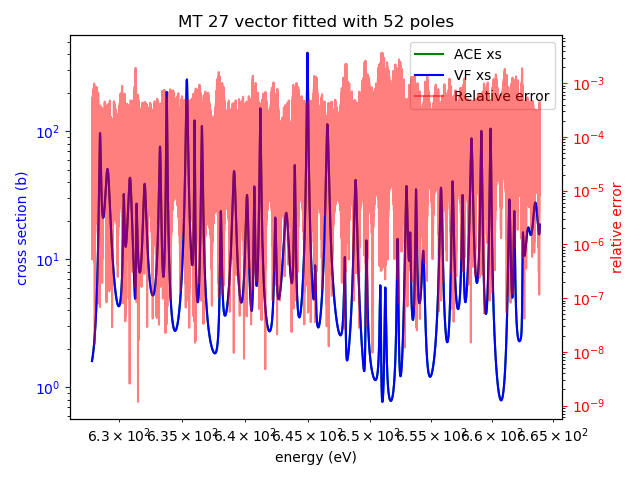 MT 27 vector fitted with 52 poles
ACE xs
VF xs
Relative error
cross section (b)
10²
10¹
10⁰
10⁻³
10⁻⁴
10⁻⁵
10⁻⁶
10⁻⁷
10⁻⁸
10⁻⁹
relative error
6.3 × 10² 6.35 × 10² 6.4 × 10² 6.45 × 10² 6.5 × 10² 6.55 × 10² 6.6 × 10² 6.65 × 10²
energy (eV)